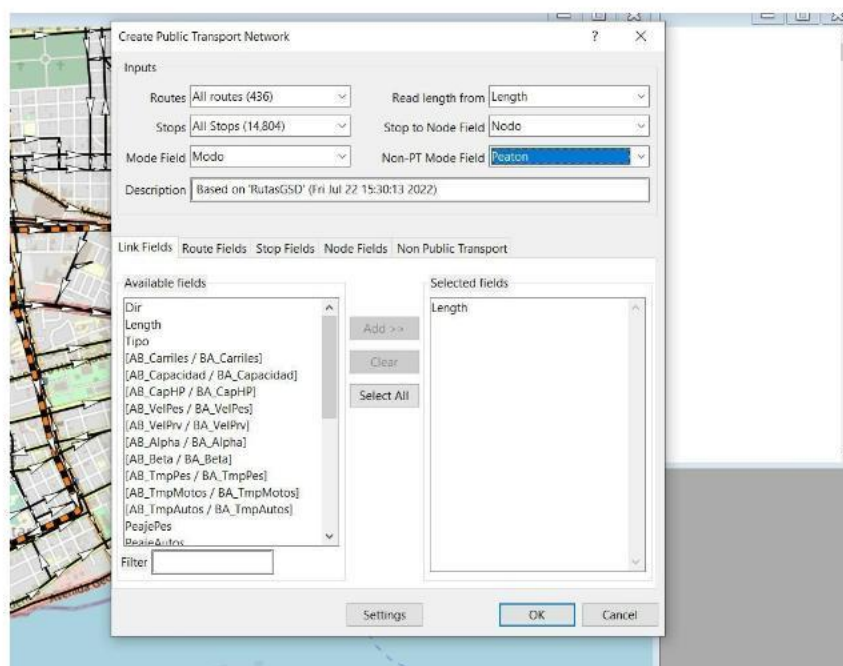 Create Public Transport Network ? ×
Inputs
Routes All routes (436) Read length from Length
Stops All Stops (14,804) Stop to Node Field Nodo
Mode Field Modo Non-PT Mode Field Peaton
Description Based on 'RutasGSD' (Fri Jul 22 15:30:13 2022)
Link Fields Route Fields Stop Fields Node Fields Non Public Transport
Available fields Selected fields
Dir Length
Length Add >>
Tipo
[AB_Carriles / BA_Carriles] Clear
[AB_Capacidad / BA_Capacidad]
[AB_CapHP / BA_CapHP] Select All
[AB_VelPes / BA_VelPes]
[AB_VelPrv / BA_VelPrv]
[AB_Alpha / BA_Alpha]
[AB_Beta / BA_Beta]
[AB_TmpPes / BA_TmpPes]
[AB_TmpMotos / BA_TmpMotos]
[AB_TmpAutos / BA_TmpAutos]
PeajePes
PeajeAutos
Filter
Settings OK Cancel